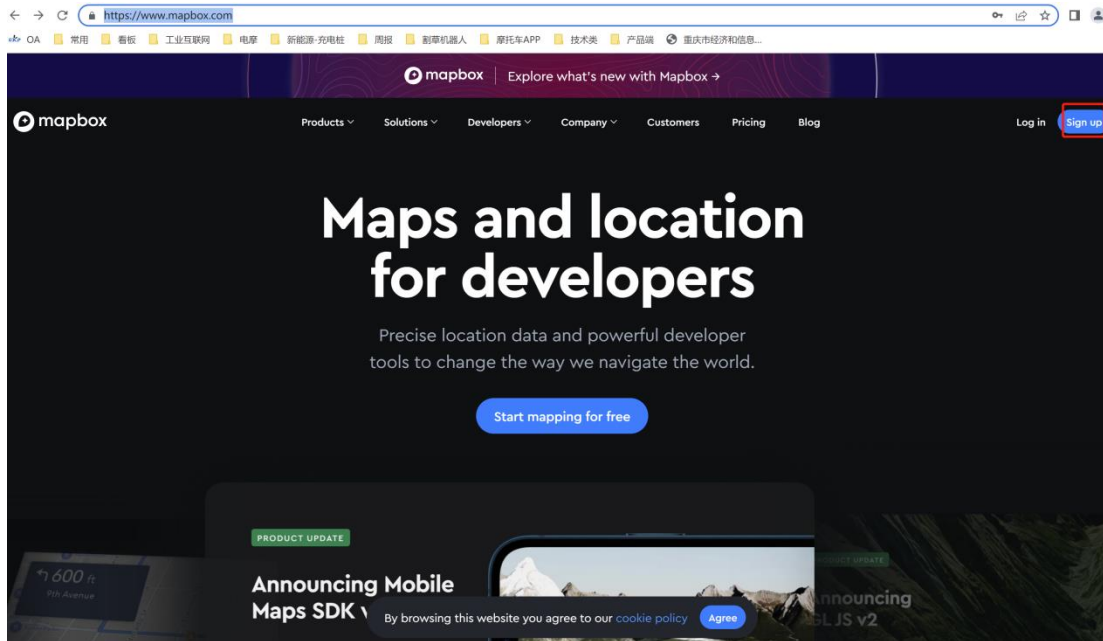 https://www.mapbox.com
OA 常用 看板 工业互联网 电摩 新能源-充电桩 周报 割草机器人 摩托车APP 技术类 产品端 重庆市经济和信息...
mapbox Explore what's new with Mapbox →
mapbox Products Solutions Developers Company Customers Pricing Blog Log in Sign up
Maps and location
for developers
Precise location data and powerful developer
tools to change the way we navigate the world.
Start mapping for free
PRODUCT UPDATE
Announcing Mobile
Maps SDK v
600 ft
9th Avenue
PRODUCT UPDATE
Announcing
GL JS v2
By browsing this website you agree to our cookie policy Agree